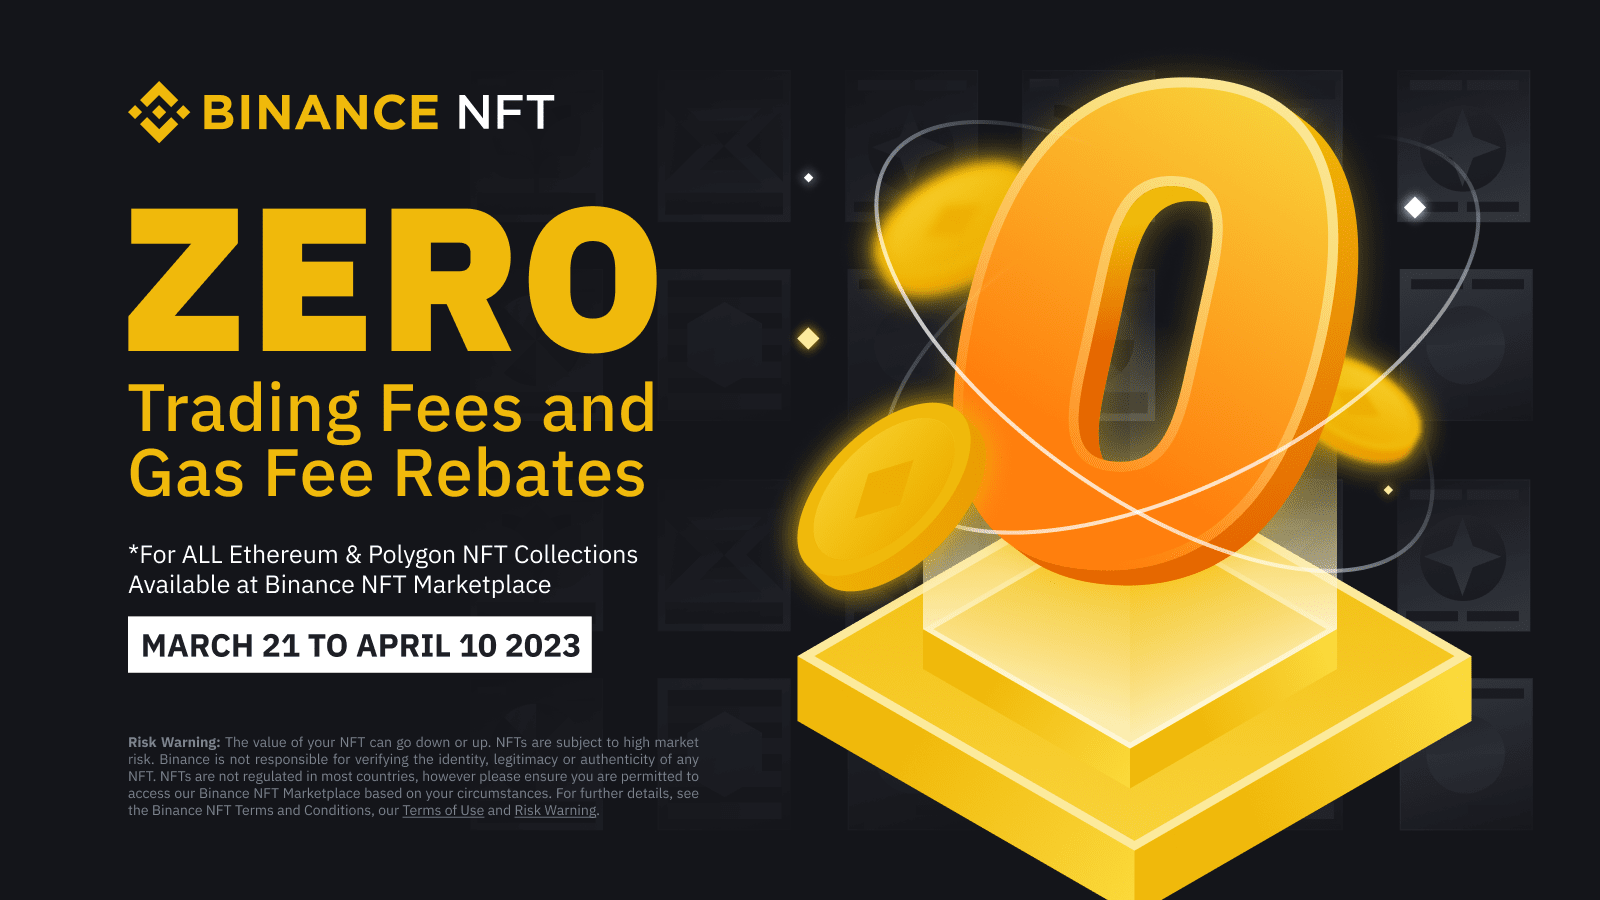 BINANCE NFT
ZERO
Trading Fees and
Gas Fee Rebates
*For ALL Ethereum & Polygon NFT Collections
Available at Binance NFT Marketplace
MARCH 21 TO APRIL 10 2023
Risk Warning: The value of your NFT can go down or up. NFTs are subject to high market
risk. Binance is not responsible for verifying the identity, legitimacy or authenticity of any
NFT. NFTs are not regulated in most countries, however please ensure you are permitted to
access our Binance NFT Marketplace based on your circumstances. For further details, see
the Binance NFT Terms and Conditions, our Terms of Use and Risk Warning.
0